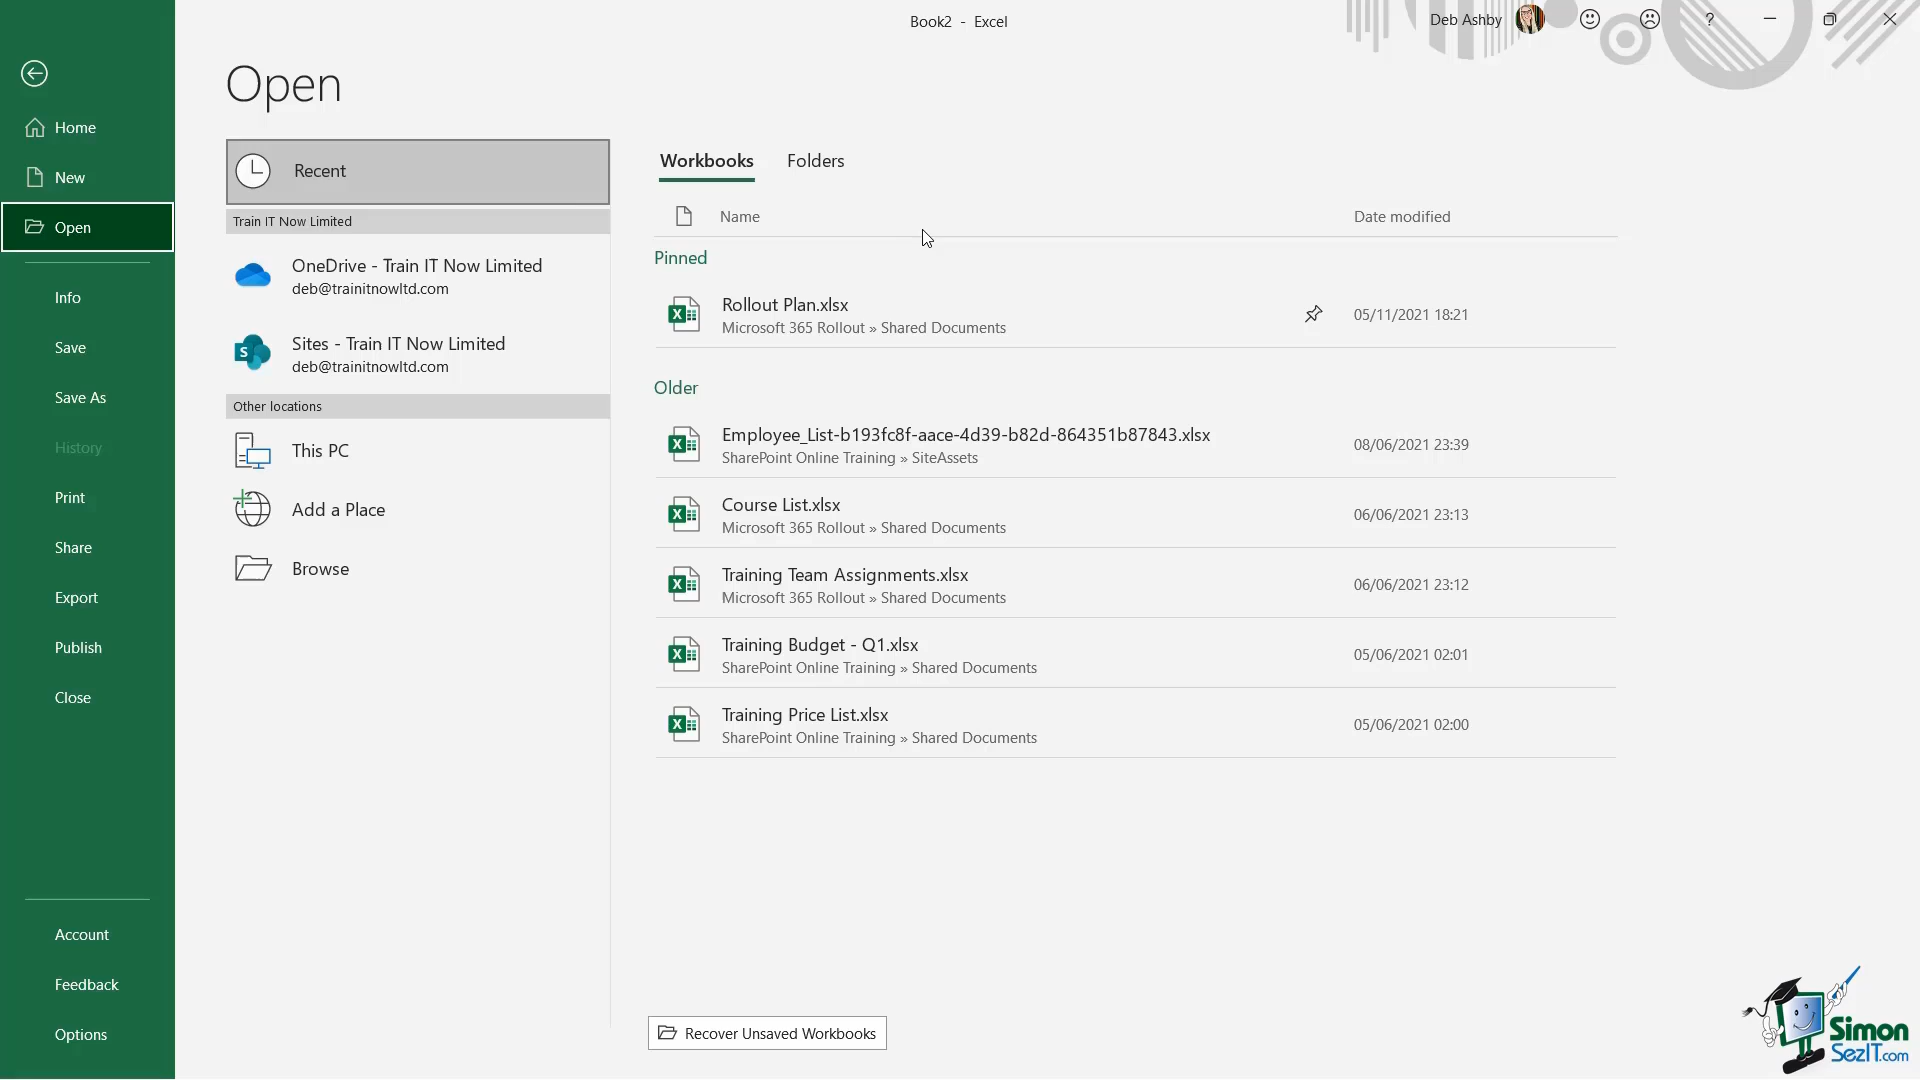 Book2 - Excel
Deb Ashby
?
Home
New
Open
Info
Save
Save As
History
Print
Share
Export
Publish
Close
Account
Feedback
Options
Open
Recent
Train IT Now Limited
OneDrive - Train IT Now Limited
deb@trainitnowltd.com
S
Sites - Train IT Now Limited
deb@trainitnowltd.com
Other locations
This PC
Add a Place
Browse
Workbooks Folders
Name Date modified
Pinned
Rollout Plan.xlsx
Microsoft 365 Rollout » Shared Documents
05/11/2021 18:21
Older
Employee_List-b193fc8f-aace-4d39-b82d-864351b87843.xlsx
SharePoint Online Training » SiteAssets
08/06/2021 23:39
Course List.xlsx
Microsoft 365 Rollout » Shared Documents
06/06/2021 23:13
Training Team Assignments.xlsx
Microsoft 365 Rollout » Shared Documents
06/06/2021 23:12
Training Budget - Q1.xlsx
SharePoint Online Training » Shared Documents
05/06/2021 02:01
Training Price List.xlsx
SharePoint Online Training » Shared Documents
05/06/2021 02:00
Recover Unsaved Workbooks
Simon
SezIT.com